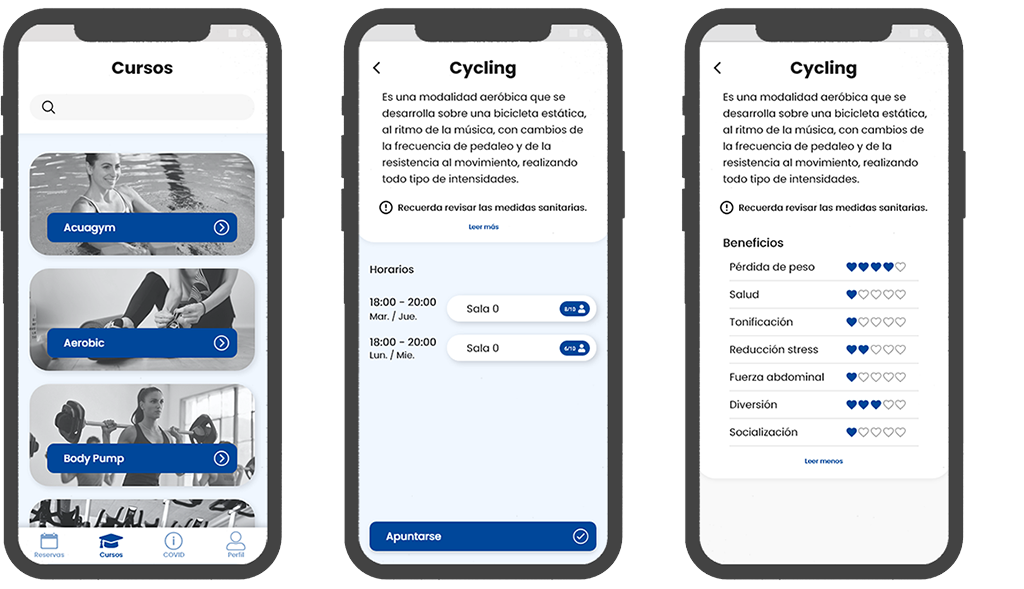 Cursos
Acuagym
Aerobic
Body Pump
Reservas
Cursos
COVID
Perfil
Cycling
Es una modalidad aeróbica que se
desarrolla sobre una bicicleta estática,
al ritmo de la música, con cambios de
la frecuencia de pedaleo y de la
resistencia al movimiento, realizando
todo tipo de intensidades.
Recuerda revisar las medidas sanitarias.
Leer más
Horarios
18:00 - 20:00
Mar. / Jue.
Sala 0
8/10
18:00 - 20:00
Lun. / Mie.
Sala 0
6/10
Apuntarse
Cycling
Es una modalidad aeróbica que se
desarrolla sobre una bicicleta estática,
al ritmo de la música, con cambios de
la frecuencia de pedaleo y de la
resistencia al movimiento, realizando
todo tipo de intensidades.
Recuerda revisar las medidas sanitarias.
Beneficios
Pérdida de peso
Salud
Tonificación
Reducción stress
Fuerza abdominal
Diversión
Socialización
Leer menos